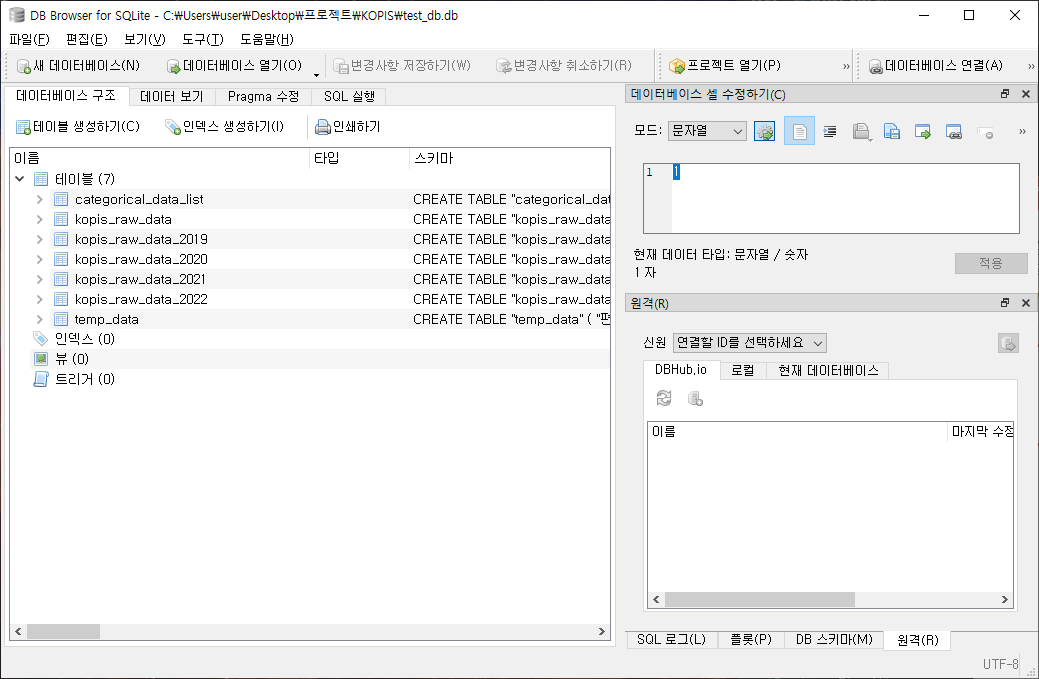 DB Browser for SQLite - C:₩Users₩user₩Desktop₩프로젝트₩KOPIS₩test_db.db
파일(F) 편집(E) 보기(V) 도구(T) 도움말(H)
새 데이터베이스(N) 데이터베이스 열기(O) 변경사항 저장하기(W) 변경사항 취소하기(R) 프로젝트 열기(P) » 데이터베이스 연결(A) »
데이터베이스 구조 데이터 보기 Pragma 수정 SQL 실행
테이블 생성하기(C) 인덱스 생성하기(I) 인쇄하기
이름 타입 스키마
테이블 (7)
categorical_data_list CREATE TABLE "categorical_dat
kopis_raw_data CREATE TABLE "kopis_raw_data
kopis_raw_data_2019 CREATE TABLE "kopis_raw_data
kopis_raw_data_2020 CREATE TABLE "kopis_raw_data
kopis_raw_data_2021 CREATE TABLE "kopis_raw_data
kopis_raw_data_2022 CREATE TABLE "kopis_raw_data
temp_data CREATE TABLE "temp_data" ( "편
인덱스 (0)
뷰 (0)
트리거 (0)
데이터베이스 셀 수정하기(C)
모드: 문자열 »
1 1
현재 데이터 타입: 문자열 / 숫자
1 자
적용
원격(R)
신원 연결할 ID를 선택하세요
DBHub.io 로컬 현재 데이터베이스
이름 마지막 수정
SQL 로그(L) 플롯(P) DB 스키마(M) 원격(R)
UTF-8